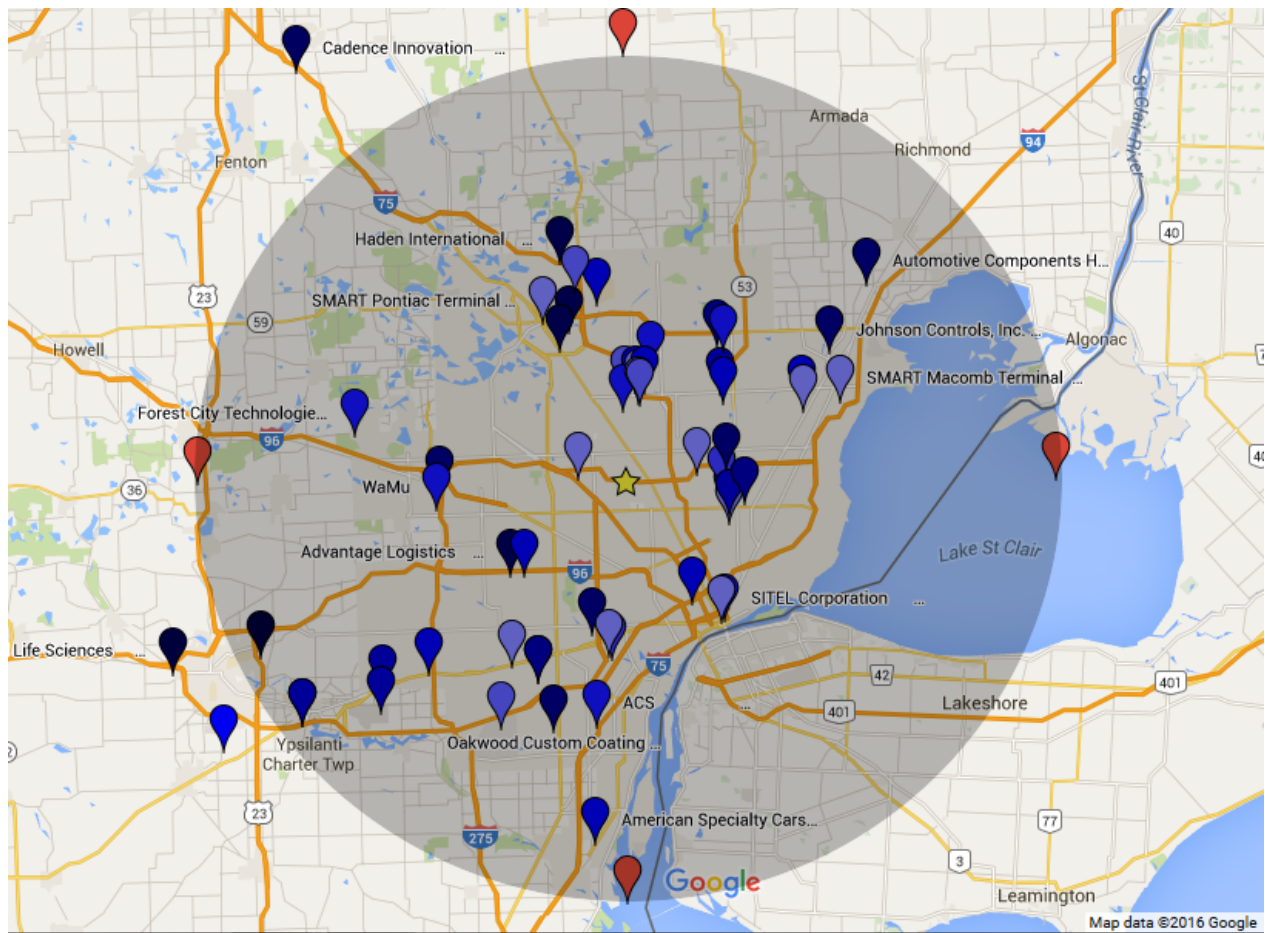 Cadence Innovation ...
Armada
Richmond
94
St Clair River
Fenton
75
40
Haden International ...
Automotive Components H...
23
SMART Pontiac Terminal ...
53
59
Johnson Controls, Inc. ...
Algonac
Howell
SMART Macomb Terminal ...
Forest City Technologie...
96
36
WaMu
40
Lake St Clair
Advantage Logistics ...
96
SITEL Corporation ...
Life Sciences ...
75
42
401
ACS ...
401
Lakeshore
Oakwood Custom Coating ...
Ypsilanti
Charter Twp
23
American Specialty Cars...
77
275
3
Google
Leamington
Map data ©2016 Google